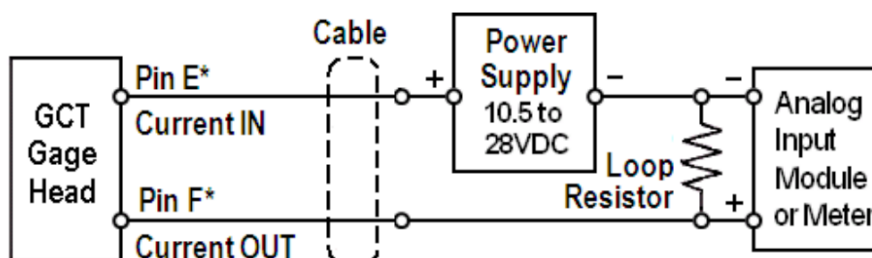 GCT
Gage
Head
Pin E*
Current IN
Pin F*
Current OUT
Cable
+
Power
Supply
10.5 to
28VDC
–
Loop
Resistor
–
+
Analog
Input
Module
or Meter